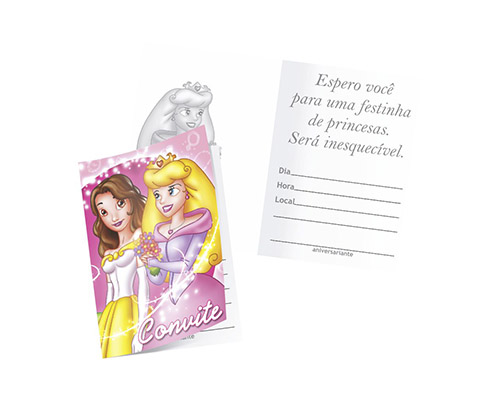 Espero você
para uma festinha
de princesas.
Será inesquecível.
Dia
Hora
Local
aniversariante
Convite